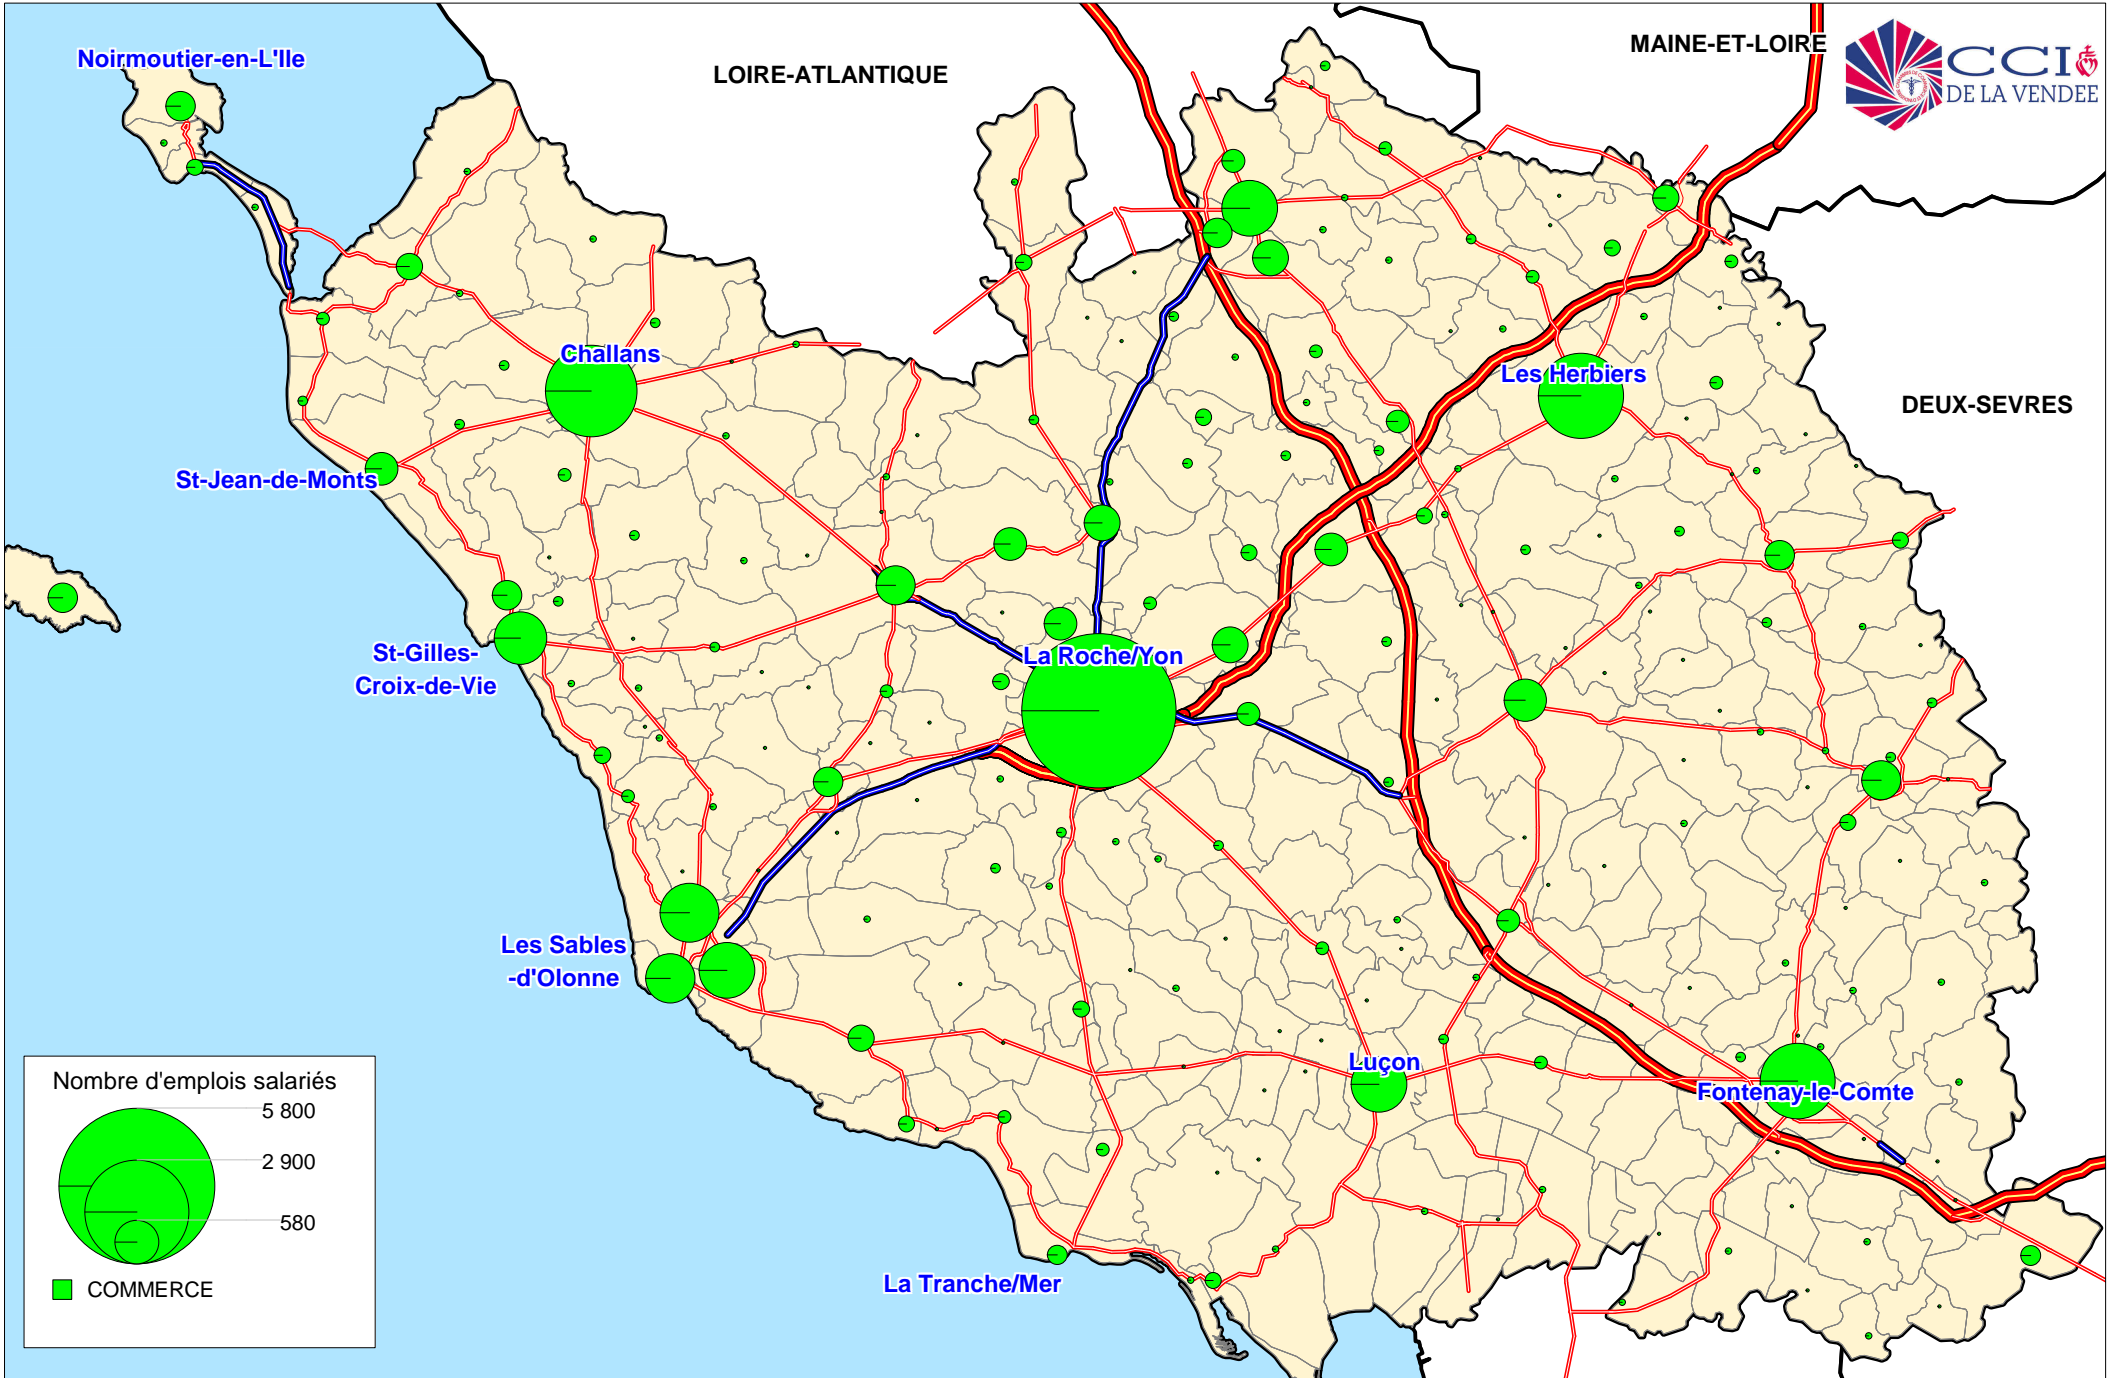 Noirmoutier-en-L'Ile
LOIRE-ATLANTIQUE
MAINE-ET-LOIRE
CCI
DE LA VENDEE
Challans
Les Herbiers
DEUX-SEVRES
St-Jean-de-Monts
St-Gilles-
Croix-de-Vie
La Roche/Yon
Les Sables
-d'Olonne
Luçon
Fontenay-le-Comte
La Tranche/Mer
Nombre d'emplois salariés
5 800
2 900
580
COMMERCE